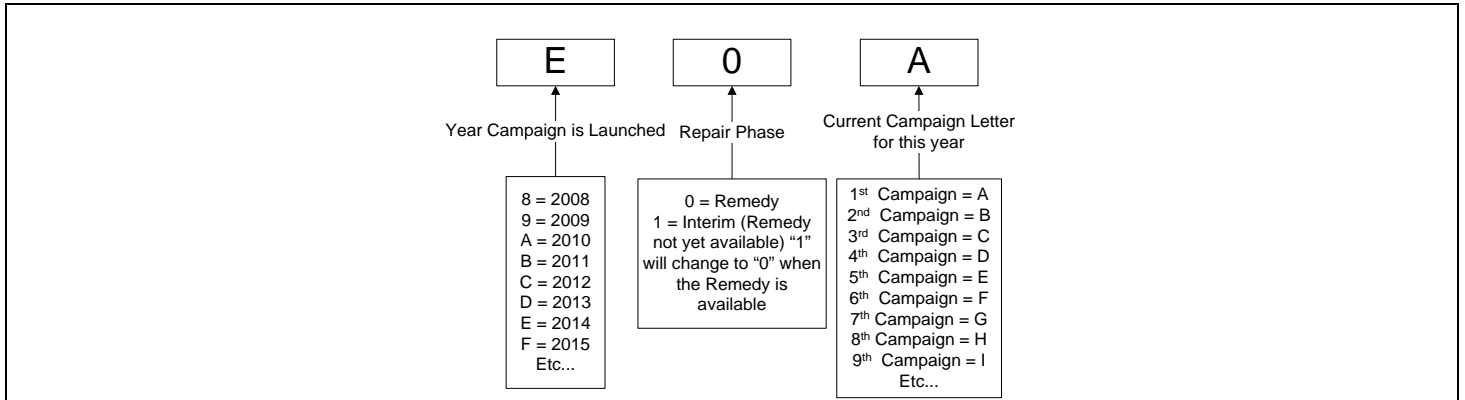 E 0 A
Year Campaign is Launched
Repair Phase
Current Campaign Letter
for this year
8 = 2008
9 = 2009
A = 2010
B = 2011
C = 2012
D = 2013
E = 2014
F = 2015
Etc...
0 = Remedy
1 = Interim (Remedy
not yet available) “1”
will change to “0” when
the Remedy is
available
1st Campaign = A
2nd Campaign = B
3rd Campaign = C
4th Campaign = D
5th Campaign = E
6th Campaign = F
7th Campaign = G
8th Campaign = H
9th Campaign = I
Etc...